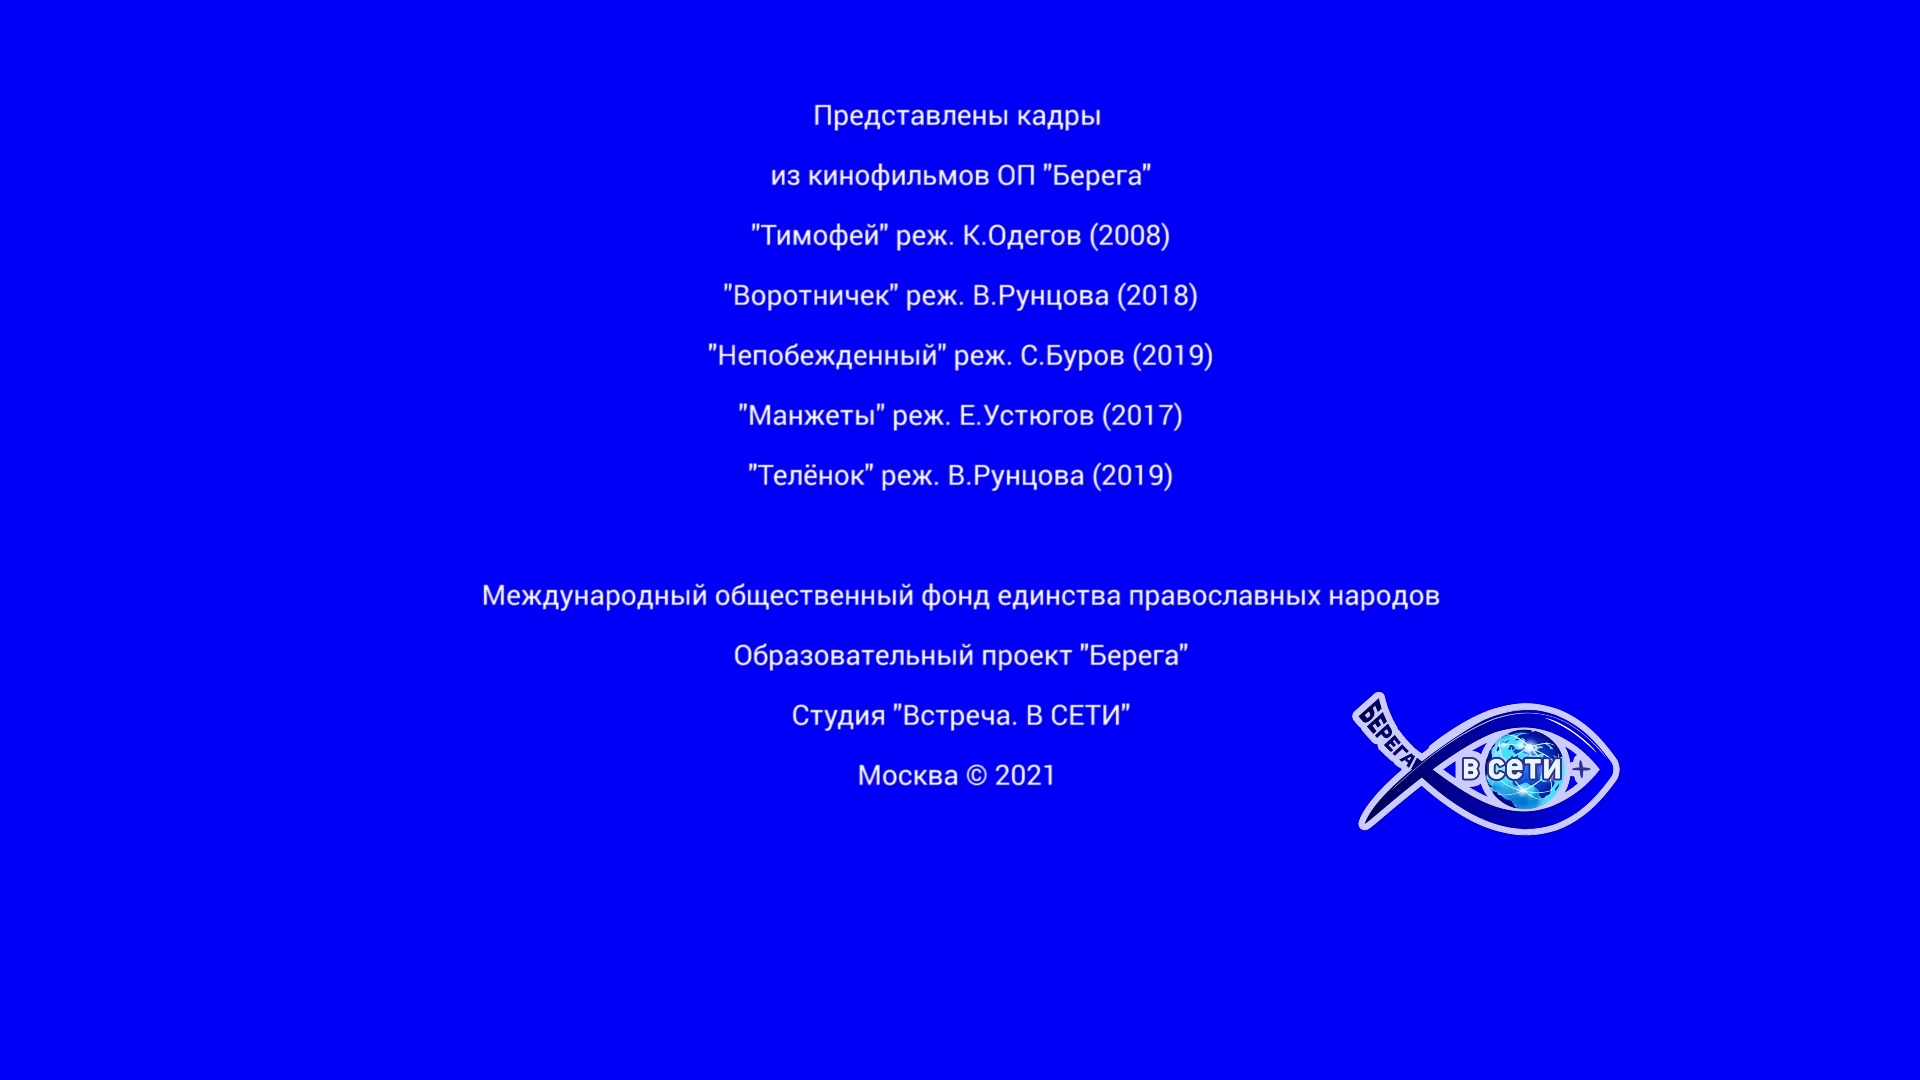 Представлены кадры
из кинофильмов ОП "Берега"
"Тимофей" реж. К.Одегов (2008)
"Воротничек" реж. В.Рунцова (2018)
"Непобежденный" реж. С.Буров (2019)
"Манжеты" реж. Е.Устюгов (2017)
"Телёнок" реж. В.Рунцова (2019)
Международный общественный фонд единства православных народов
Образовательный проект "Берега"
Студия "Встреча. В СЕТИ"
Москва © 2021
БЕРЕГА
в сети +